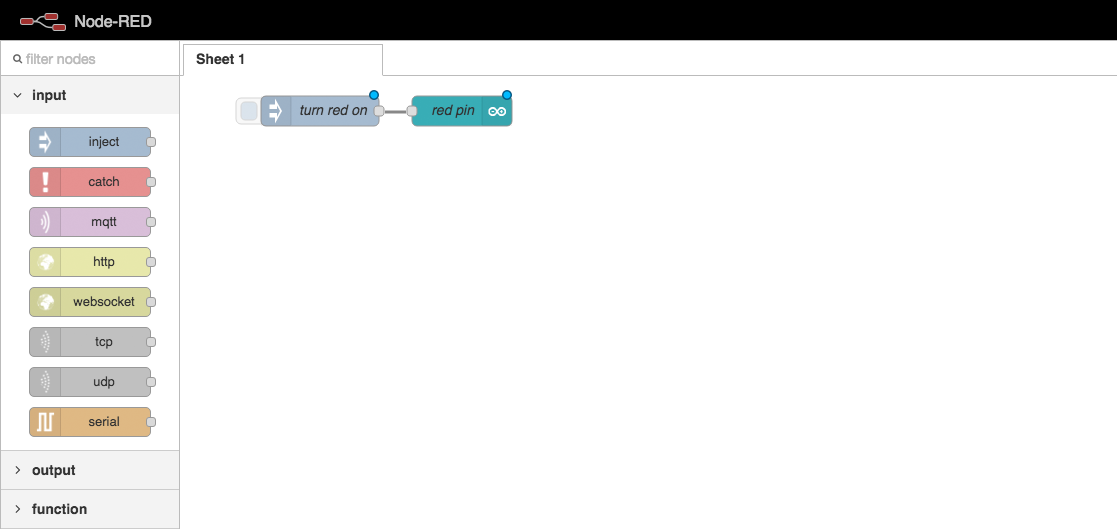 Node-RED
filter nodes
Sheet 1
input
turn red on
red pin
inject
catch
mqtt
http
websocket
tcp
udp
serial
output
function